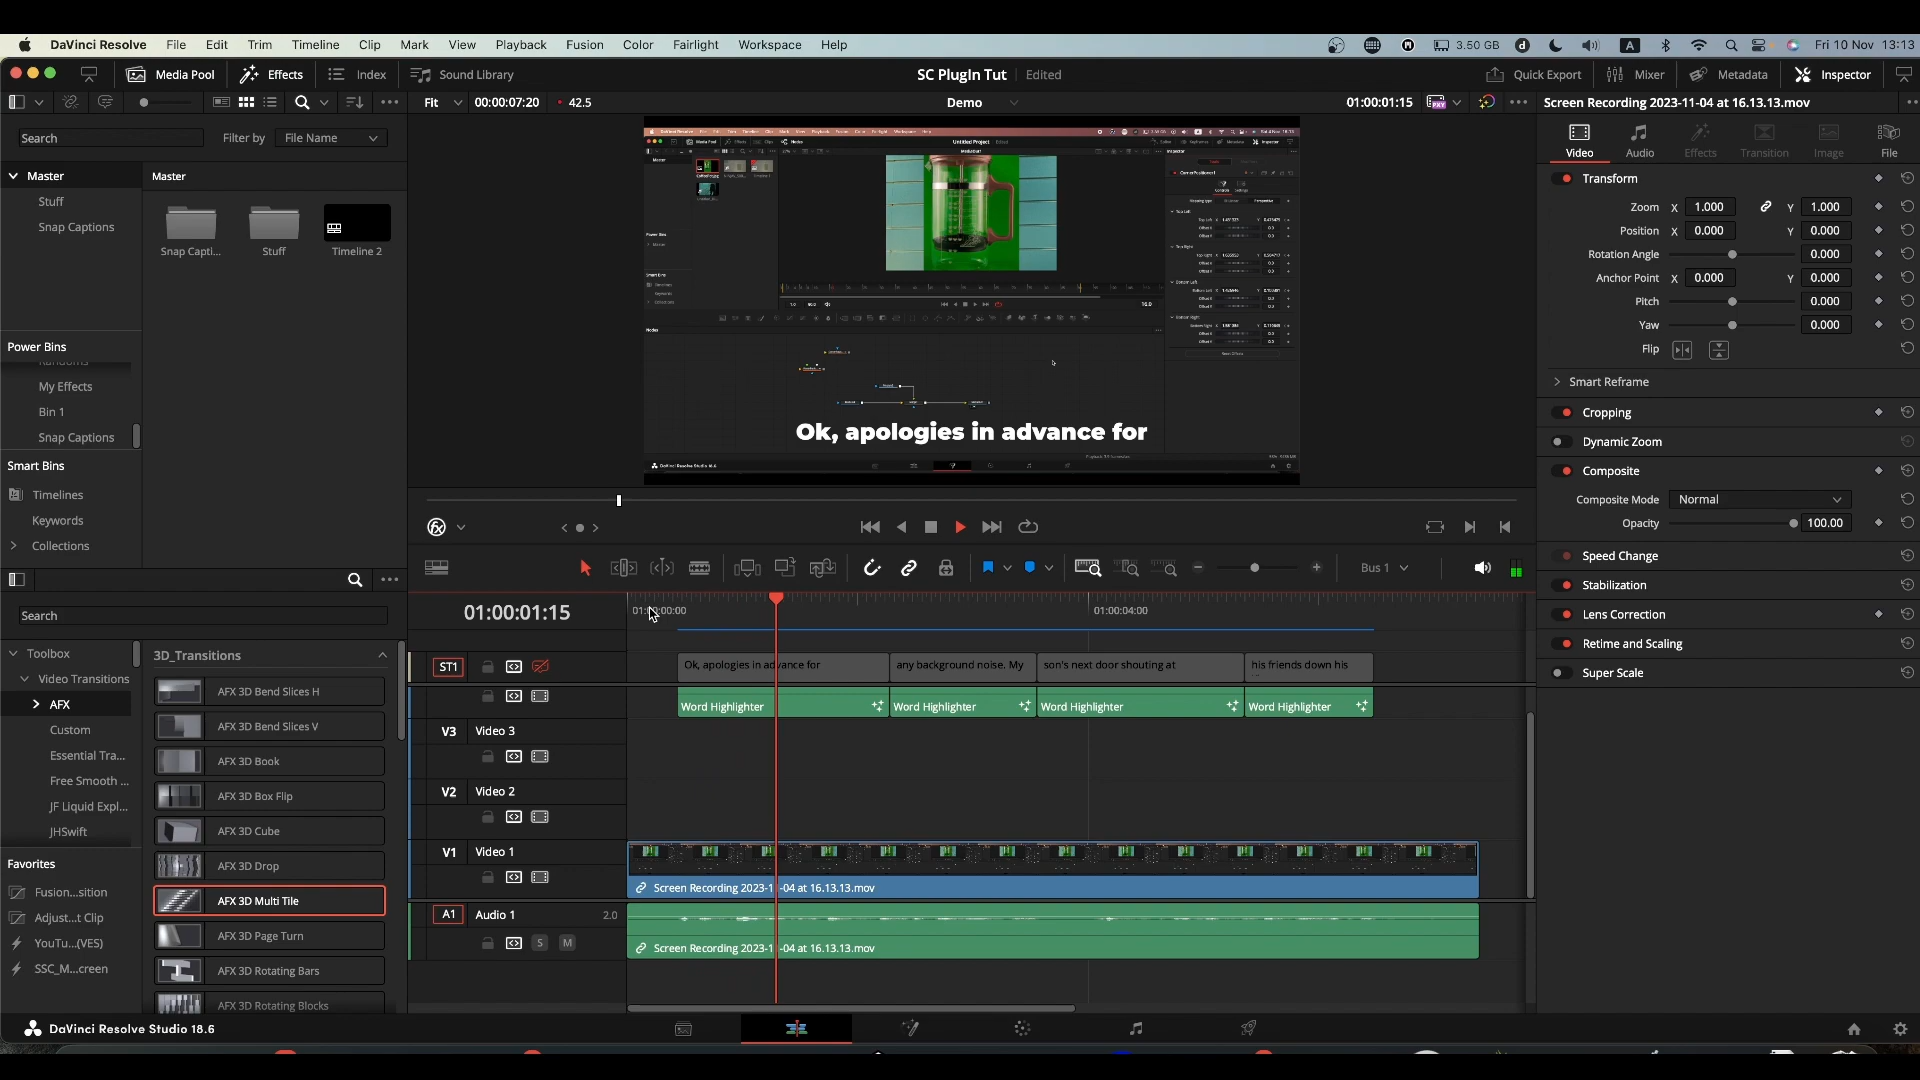 DaVinci Resolve File Edit Trim Timeline Clip Mark View Playback Fusion Color Fairlight Workspace Help 3.50 GB A Fri 10 Nov 13:13
Media Pool Effects Index Sound Library SC PlugIn Tut Edited Quick Export Mixer Metadata Inspector
Fit 00:00:07:20 42.5 Demo 01:00:01:15 Screen Recording 2023-11-04 at 16.13.13.mov
Search Filter by File Name
Master
Stuff
Snap Captions
Master
Snap Capti...
Stuff
Timeline 2
Power Bins
My Effects
Bin 1
Snap Captions
Smart Bins
Timelines
Keywords
Collections
Untitled Project
Ok, apologies in advance for
Video Audio Effects Transition Image File
Transform
Zoom X 1.000 Y 1.000
Position X 0.000 Y 0.000
Rotation Angle 0.000
Anchor Point X 0.000 Y 0.000
Pitch 0.000
Yaw 0.000
Flip
Smart Reframe
Cropping
Dynamic Zoom
Composite
Composite Mode Normal
Opacity 100.00
Speed Change
Stabilization
Lens Correction
Retime and Scaling
Super Scale
Bus 1
Search
Toolbox
Video Transitions
AFX
Custom
Essential Tra...
Free Smooth ...
JF Liquid Expl...
JHSwift
Favorites
Fusion...sition
Adjust...t Clip
YouTu...(VES)
SSC_M...creen
3D_Transitions
AFX 3D Bend Slices H
AFX 3D Bend Slices V
AFX 3D Book
AFX 3D Box Flip
AFX 3D Cube
AFX 3D Drop
AFX 3D Multi Tile
AFX 3D Page Turn
AFX 3D Rotating Bars
AFX 3D Rotating Blocks
01:00:01:15 01:00:04:00
ST1 Ok, apologies in advance for any background noise. My son's next door shouting at his friends down his
Word Highlighter Word Highlighter Word Highlighter Word Highlighter
V3 Video 3
V2 Video 2
V1 Video 1
Screen Recording 2023-11-04 at 16.13.13.mov
A1 Audio 1 2.0
S M
Screen Recording 2023-11-04 at 16.13.13.mov
DaVinci Resolve Studio 18.6